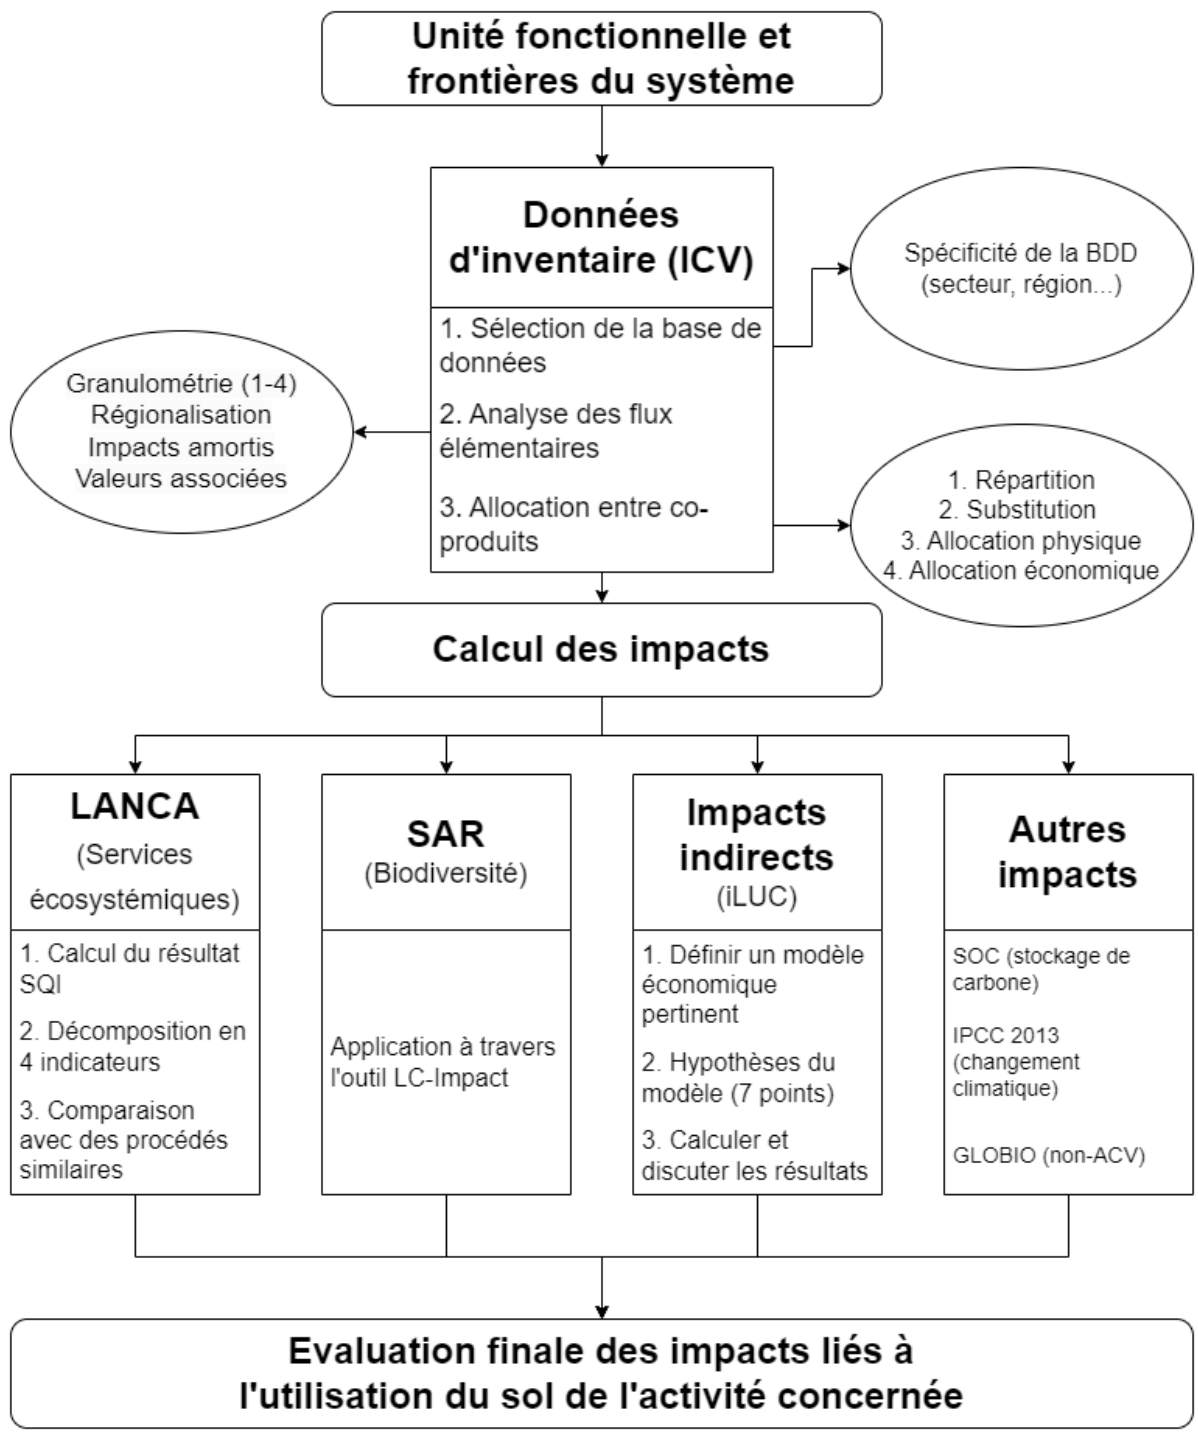 Unité fonctionnelle et
frontières du système
Données
d'inventaire (ICV)
1. Sélection de la base de
données
2. Analyse des flux
élémentaires
3. Allocation entre co-
produits
Spécificité de la BDD
(secteur, région...)
Granulométrie (1-4)
Régionalisation
Impacts amortis
Valeurs associées
1. Répartition
2. Substitution
3. Allocation physique
4. Allocation économique
Calcul des impacts
LANCA
(Services
écosystémiques)
1. Calcul du résultat
SQI
2. Décomposition en
4 indicateurs
3. Comparaison
avec des procédés
similaires
SAR
(Biodiversité)
Application à travers
l'outil LC-Impact
Impacts
indirects
(iLUC)
1. Définir un modèle
économique
pertinent
2. Hypothèses du
modèle (7 points)
3. Calculer et
discuter les résultats
Autres
impacts
SOC (stockage de
carbone)
IPCC 2013
(changement
climatique)
GLOBIO (non-ACV)
Evaluation finale des impacts liés à
l'utilisation du sol de l'activité concernée